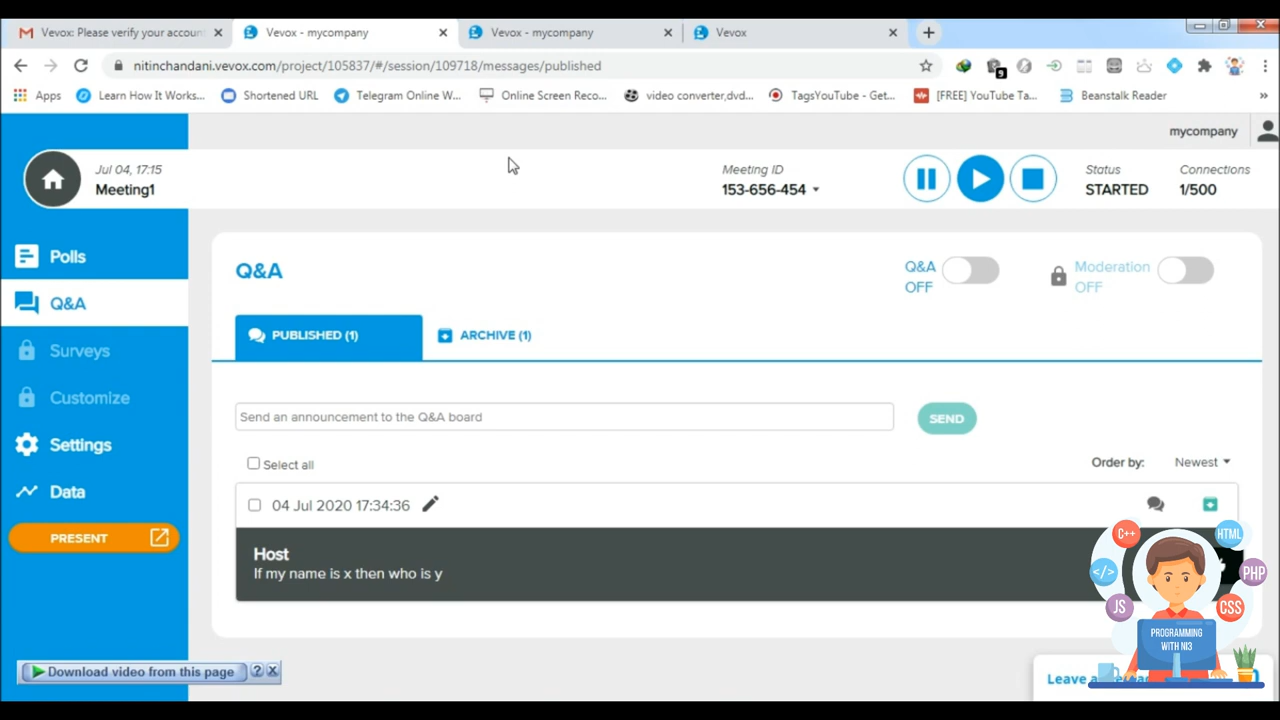 Vevox: Please verify your accoun
Vevox - mycompany
Vevox - mycompany
Vevox
nitinchandani.vevox.com/project/105837/#/session/109718/messages/published
9
Apps
Learn How It Works...
Shortened URL
Telegram Online W...
Online Screen Reco...
video converter,dvd...
TagsYouTube - Get...
[FREE] YouTube Ta...
Beanstalk Reader
»
mycompany
Jul 04, 17:15
Meeting1
Meeting ID
153-656-454
Status
STARTED
Connections
1/500
Polls
Q&A
Surveys
Customize
Settings
Data
PRESENT
Q&A
Q&A
OFF
Moderation
OFF
PUBLISHED (1)
ARCHIVE (1)
Send an announcement to the Q&A board
SEND
Select all
Order by:
Newest
04 Jul 2020 17:34:36
Host
If my name is x then who is y
C++
HTML
</>
PHP
JS
CSS
PROGRAMMING
WITH NI3
Download video from this page
?
Leave a